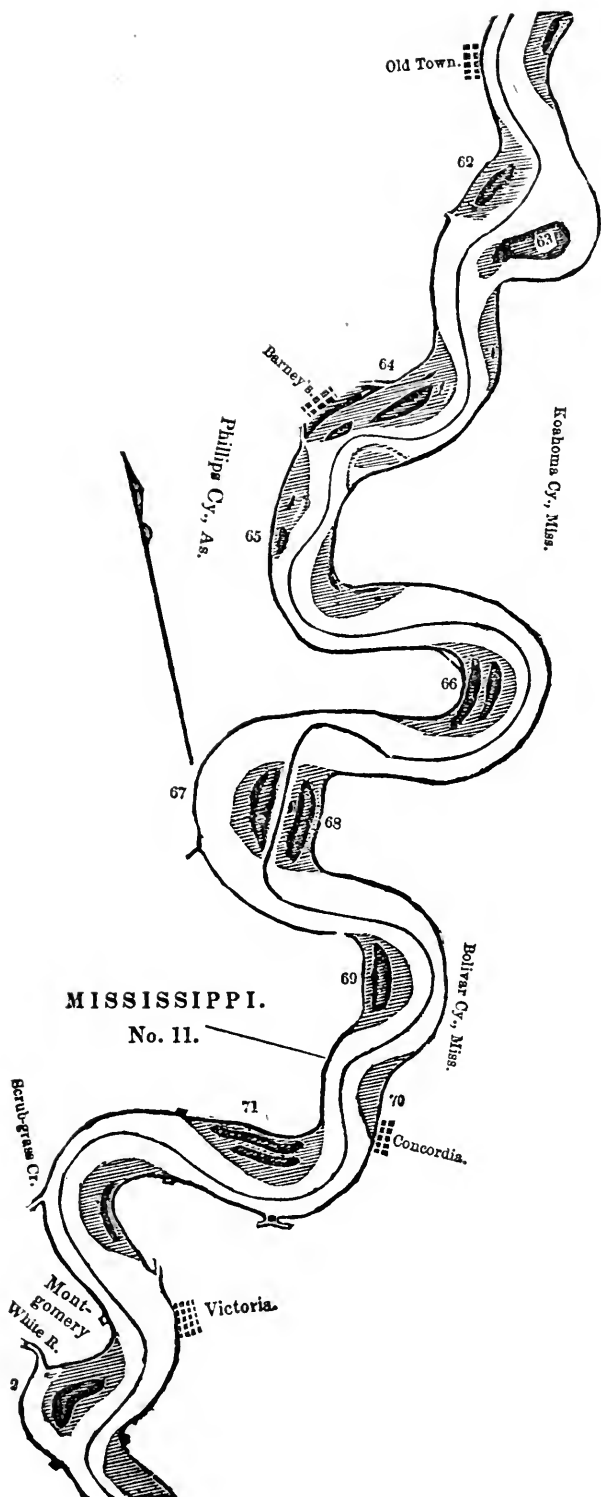 Old Town.
62
63
64
Barney's.
Phillips Cy., As.
Koahoma Cy., Miss.
65
66
67
68
69
Bolivar Cy., Miss.
MISSISSIPPI.
No. 11.
70
71
Concordia.
Scrub-grass Cr.
Mont-
gomery
White R.
Victoria.
2